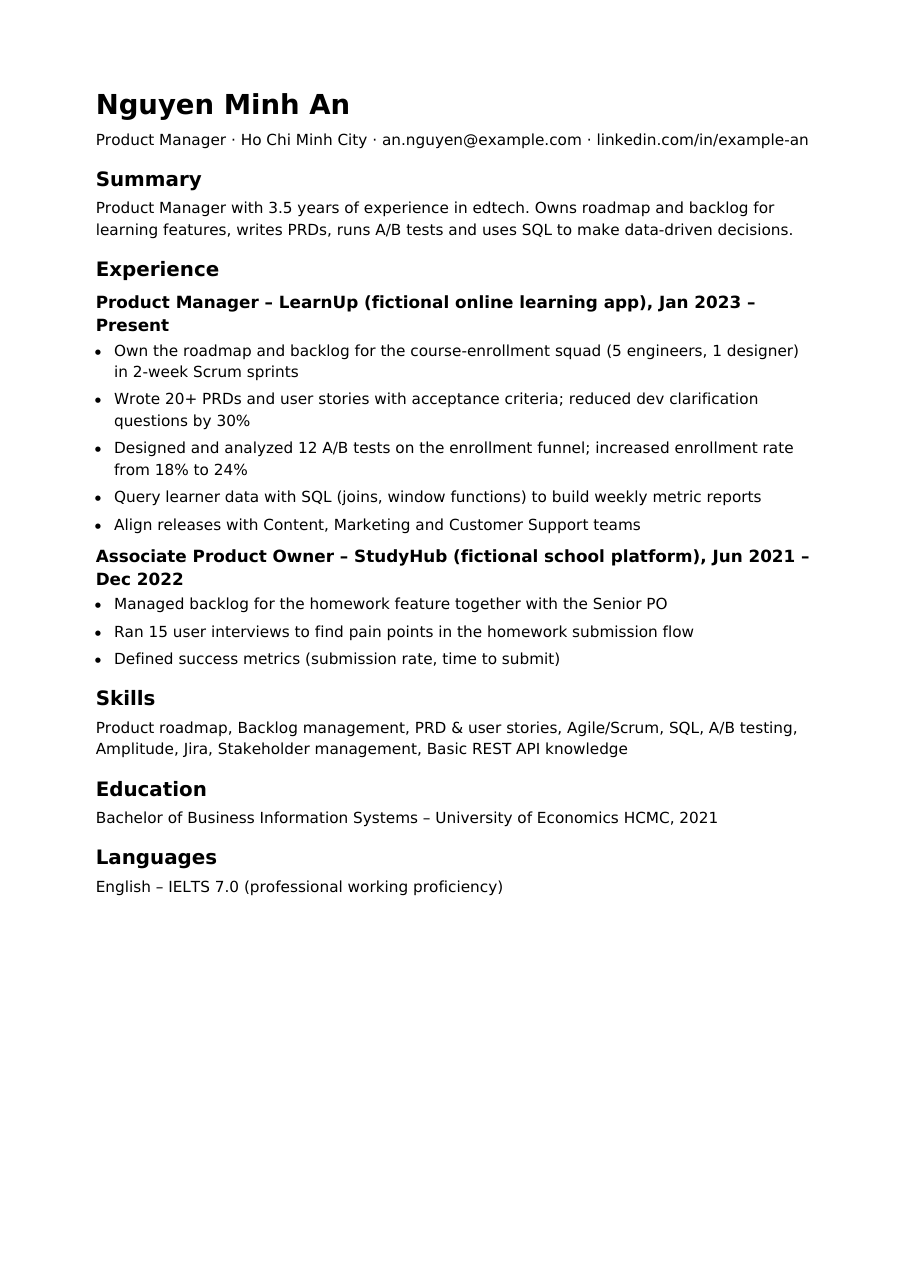 Nguyen Minh An
Product Manager · Ho Chi Minh City · an.nguyen@example.com · linkedin.com/in/example-an
Summary
Product Manager with 3.5 years of experience in edtech. Owns roadmap and backlog for
learning features, writes PRDs, runs A/B tests and uses SQL to make data-driven decisions.
Experience
Product Manager – LearnUp (fictional online learning app), Jan 2023 –
Present
• Own the roadmap and backlog for the course-enrollment squad (5 engineers, 1 designer)
in 2-week Scrum sprints
• Wrote 20+ PRDs and user stories with acceptance criteria; reduced dev clarification
questions by 30%
• Designed and analyzed 12 A/B tests on the enrollment funnel; increased enrollment rate
from 18% to 24%
• Query learner data with SQL (joins, window functions) to build weekly metric reports
• Align releases with Content, Marketing and Customer Support teams
Associate Product Owner – StudyHub (fictional school platform), Jun 2021 –
Dec 2022
• Managed backlog for the homework feature together with the Senior PO
• Ran 15 user interviews to find pain points in the homework submission flow
• Defined success metrics (submission rate, time to submit)
Skills
Product roadmap, Backlog management, PRD & user stories, Agile/Scrum, SQL, A/B testing,
Amplitude, Jira, Stakeholder management, Basic REST API knowledge
Education
Bachelor of Business Information Systems – University of Economics HCMC, 2021
Languages
English – IELTS 7.0 (professional working proficiency)